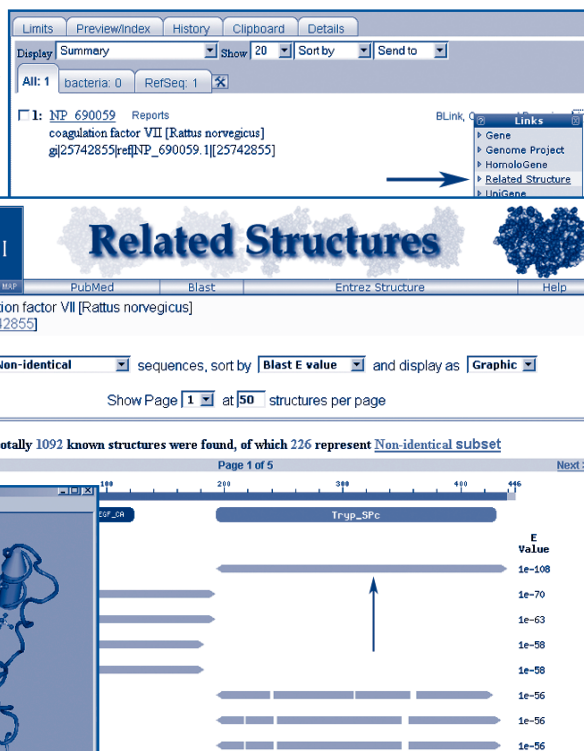 Limits Preview/Index History Clipboard Details
Display Summary Show 20 Sort by Send to
All: 1 bacteria: 0 RefSeq: 1
1: NP_690059 Reports BLink,
Links
coagulation factor VII [Rattus norvegicus]
Gene
gi|25742855|ref|NP_690059.1|[25742855]
Genome Project
HomoloGene
Related Structure
UniGene
I
Related Structures
MAP PubMed Blast Entrez Structure Help
tion factor VII [Rattus norvegicus]
42855]
Non-identical sequences, sort by Blast E value and display as Graphic
Show Page 1 at 50 structures per page
otally 1092 known structures were found, of which 226 represent Non-identical subset
Page 1 of 5 Next
100 200 300 400 446
EGF_CA Tryp_SPc
E
Value
1e-108
1e-70
1e-63
1e-58
1e-58
1e-56
1e-56
1e-56